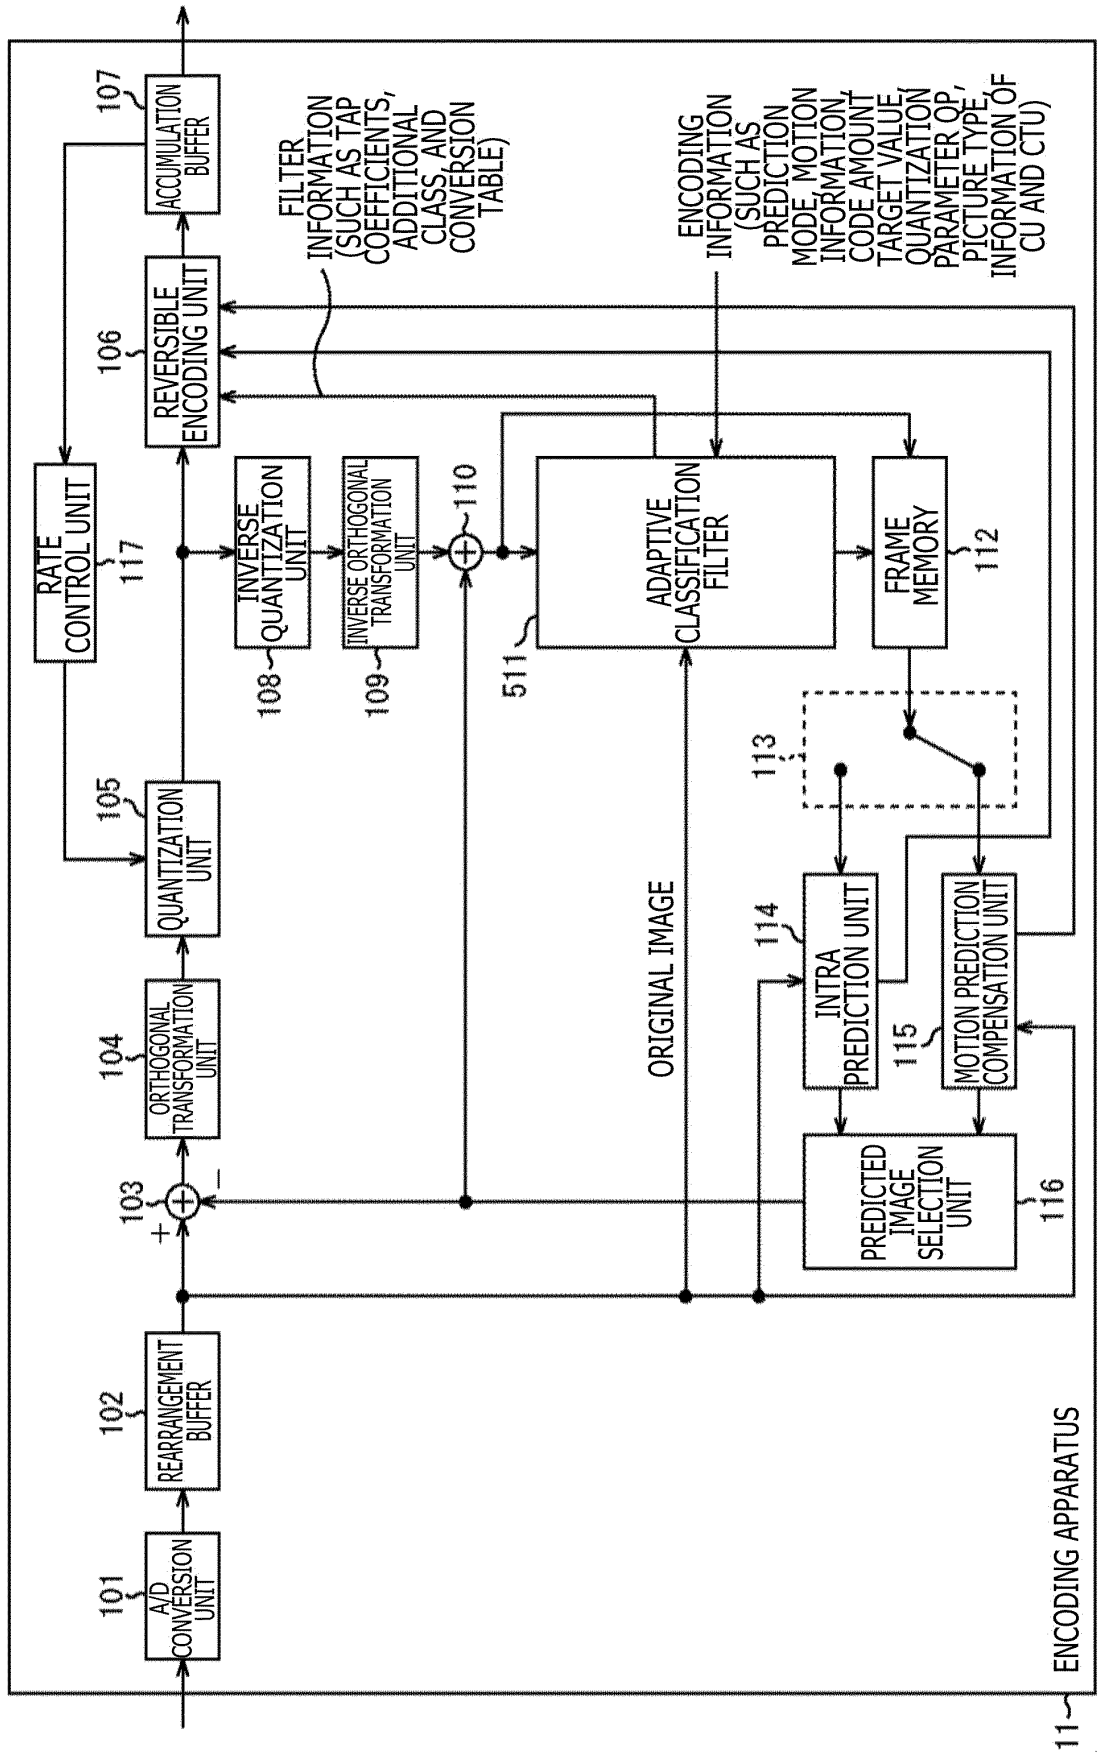 11
ENCODING APPARATUS
101
A/D
CONVERSION
UNIT
102
REARRANGEMENT
BUFFER
103
+
−
104
ORTHOGONAL
TRANSFORMATION
UNIT
105
QUANTIZATION
UNIT
RATE
CONTROL UNIT
117
106
REVERSIBLE
ENCODING UNIT
107
ACCUMULATION
BUFFER
108
INVERSE
QUANTIZATION
UNIT
109
INVERSE ORTHOGONAL
TRANSFORMATION
UNIT
110
FILTER
INFORMATION
(SUCH AS TAP
COEFFICIENTS,
ADDITIONAL
CLASS, AND
CONVERSION
TABLE)
511
ADAPTIVE
CLASSIFICATION
FILTER
ENCODING
INFORMATION
(SUCH AS
PREDICTION
MODE, MOTION
INFORMATION,
CODE AMOUNT
TARGET VALUE,
QUANTIZATION
PARAMETER QP,
PICTURE TYPE,
INFORMATION OF
CU AND CTU)
ORIGINAL IMAGE
FRAME
MEMORY
112
113
114
INTRA
PREDICTION UNIT
115
MOTION PREDICTION
COMPENSATION UNIT
PREDICTED
IMAGE
SELECTION
UNIT
116